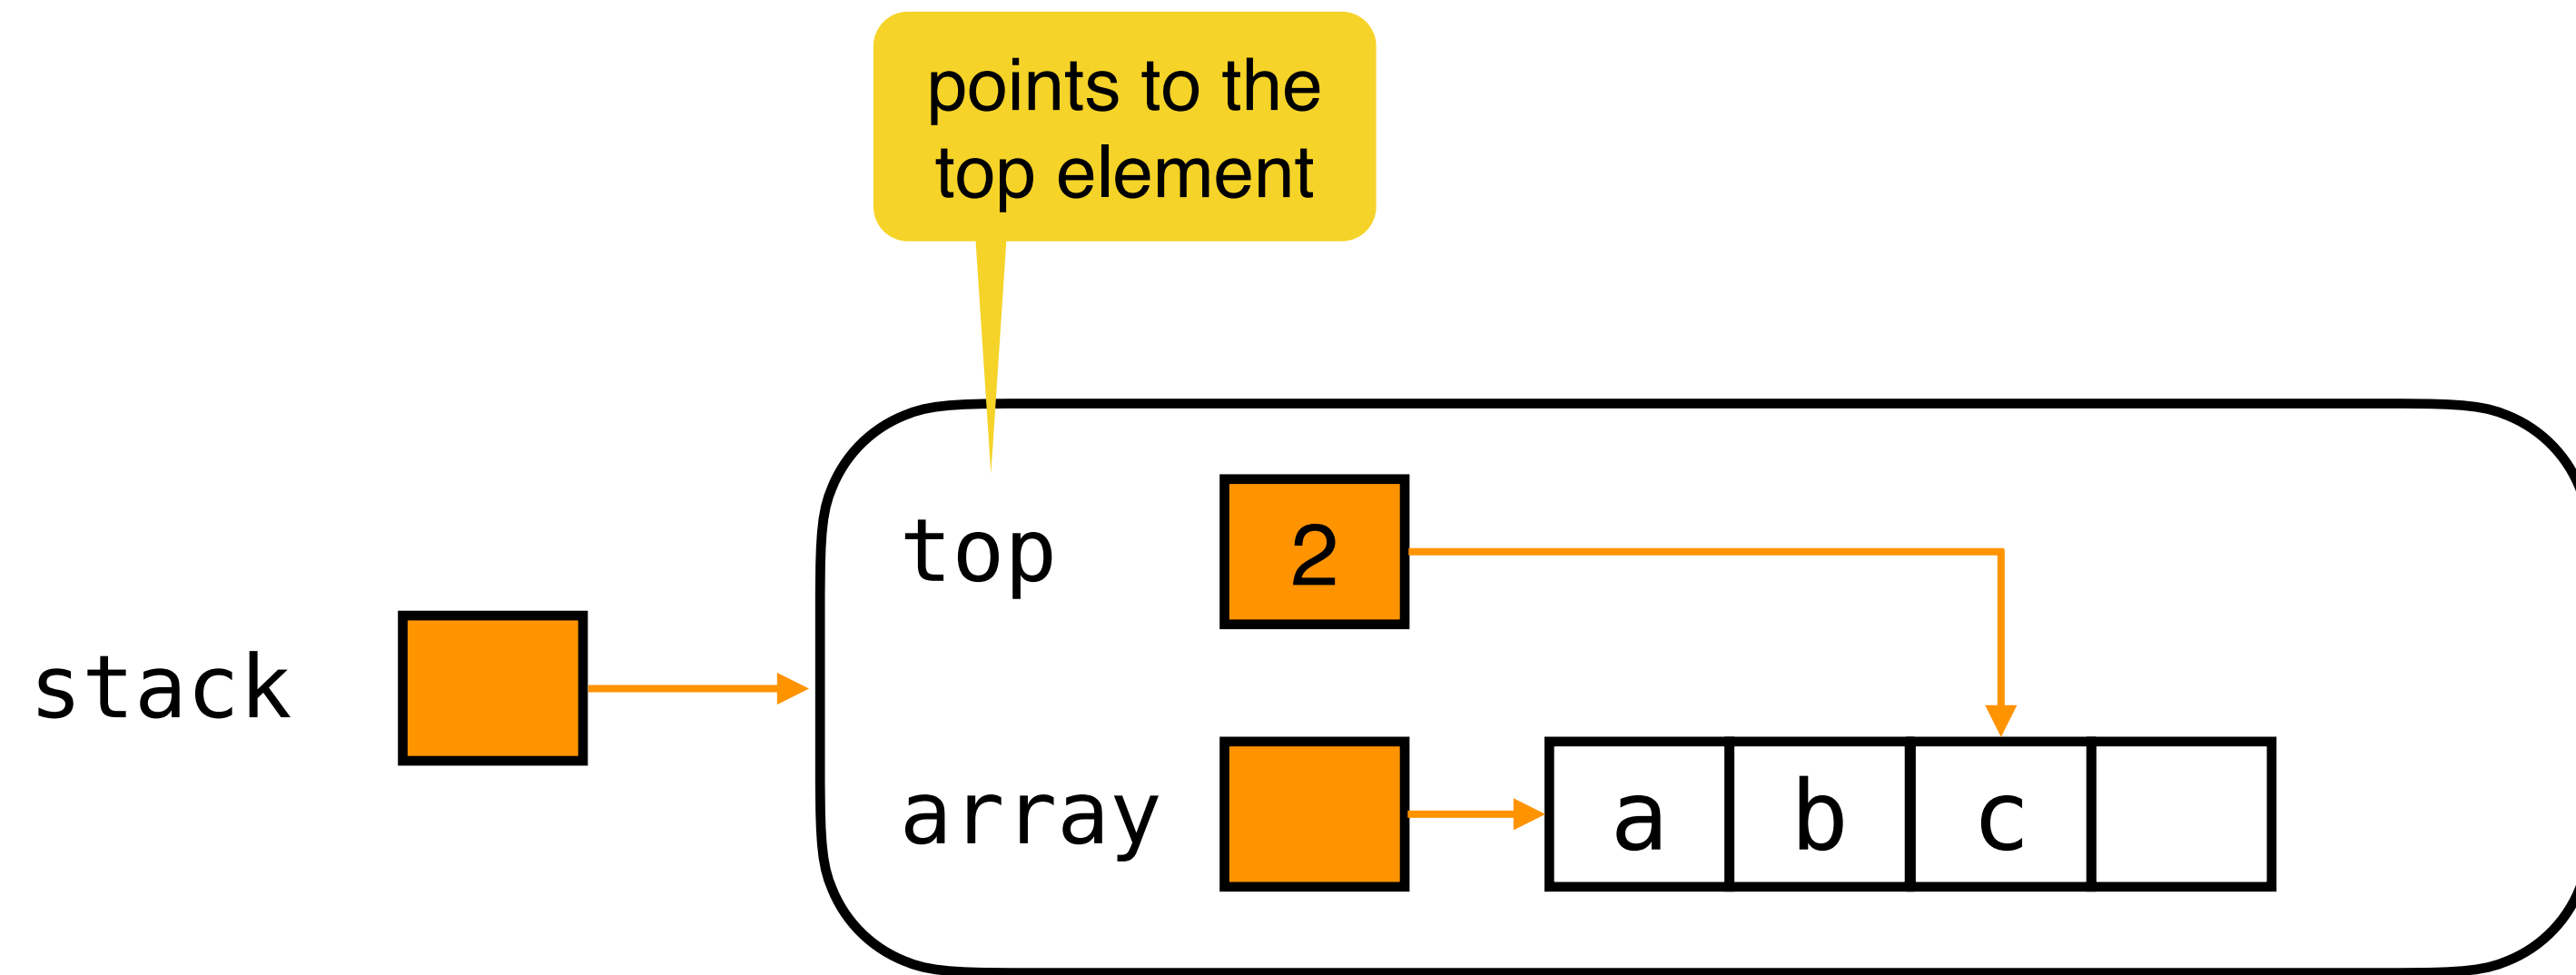 points to the
top element
top
2
stack
array
a b c